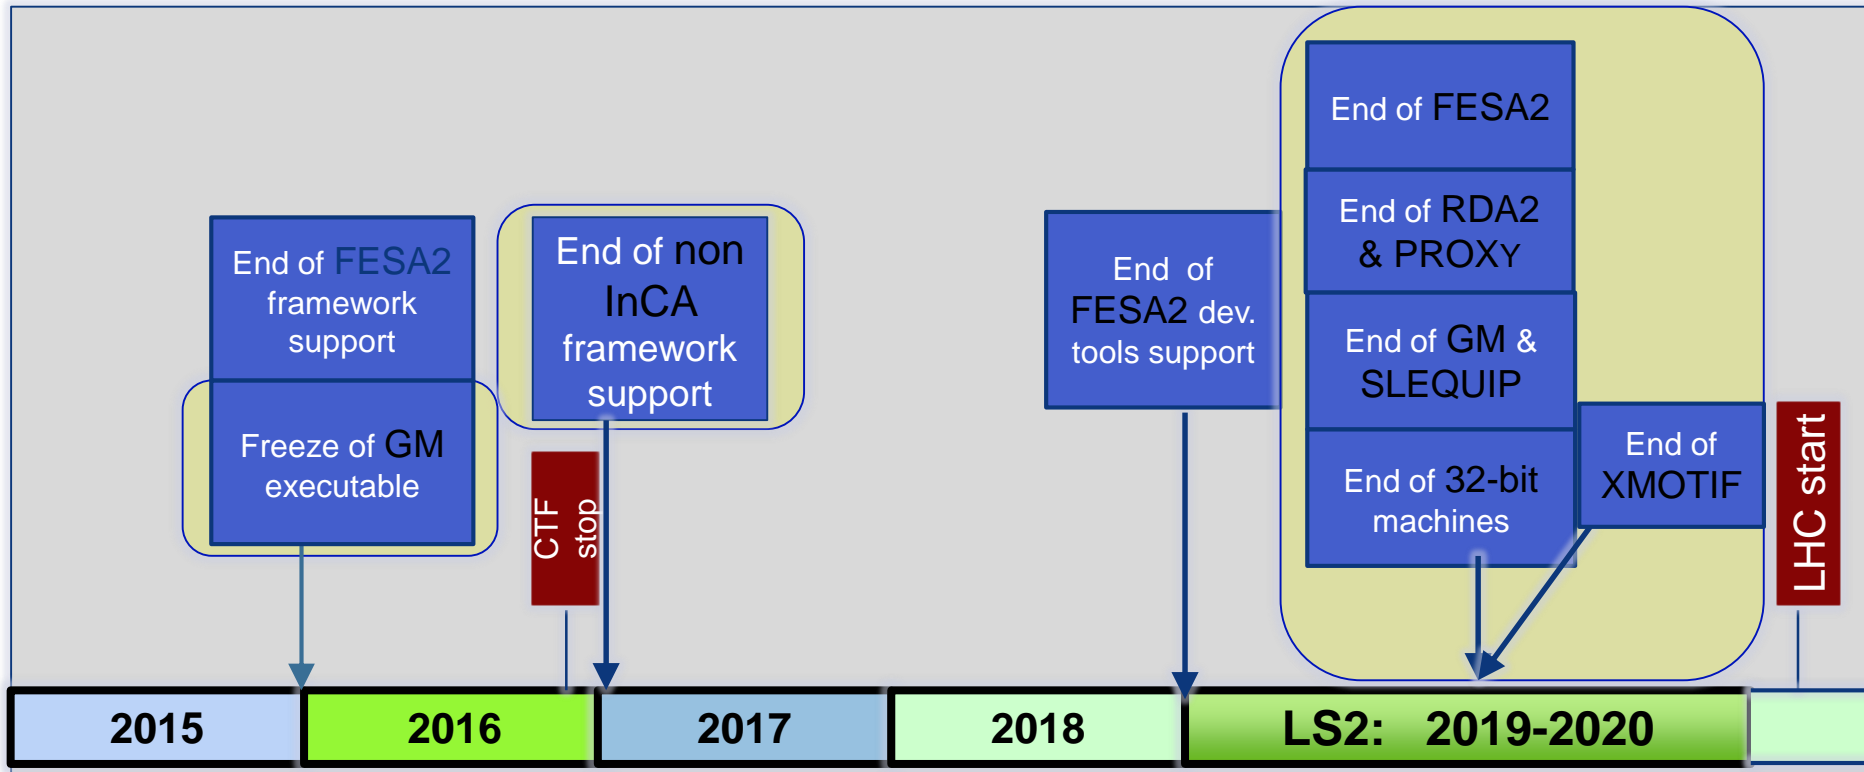 End of FESA2
framework
support
Freeze of GM
executable
End of non
InCA
framework
support
CTF
stop
End of
FESA2 dev.
tools support
End of FESA2
End of RDA2
& PROXY
End of GM &
SLEQUIP
End of 32-bit
machines
End of
XMOTIF
LHC start
2015
2016
2017
2018
LS2: 2019-2020